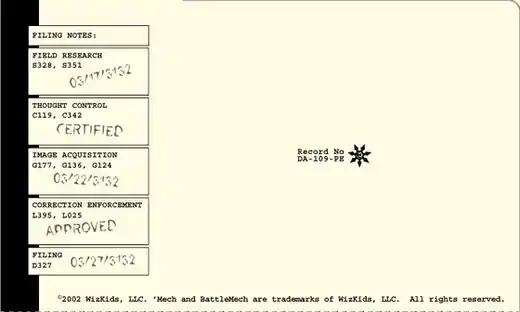 FILING NOTES:
FIELD RESEARCH
S328, S351
03/17/3132
THOUGHT CONTROL
C119, C342
CERTIFIED
IMAGE ACQUISITION
G177, G136, G124
03/22/3132
CORRECTION ENFORCEMENT
L395, L025
APPROVED
FILING
D327 03/27/3132
Record No
DA-109-PE
©2002 WizKids, LLC. 'Mech and BattleMech are trademarks of WizKids, LLC. All rights reserved.